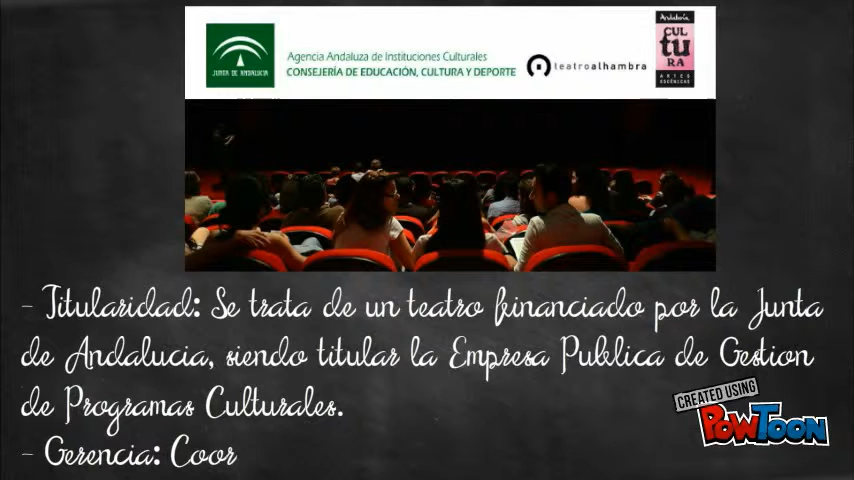 JUNTA DE ANDALUCIA
Agencia Andaluza de Instituciones Culturales
CONSEJERÍA DE EDUCACIÓN, CULTURA Y DEPORTE
teatroalhambra
Andalucía
CUL
tu
RA
ARTES
ESCÉNICAS
- Titularidad: Se trata de un teatro financiado por la Junta
de Andalucia, siendo titular la Empresa Publica de Gestion
de Programas Culturales.
- Gerencia: Coor
CREATED USING
POWTOON